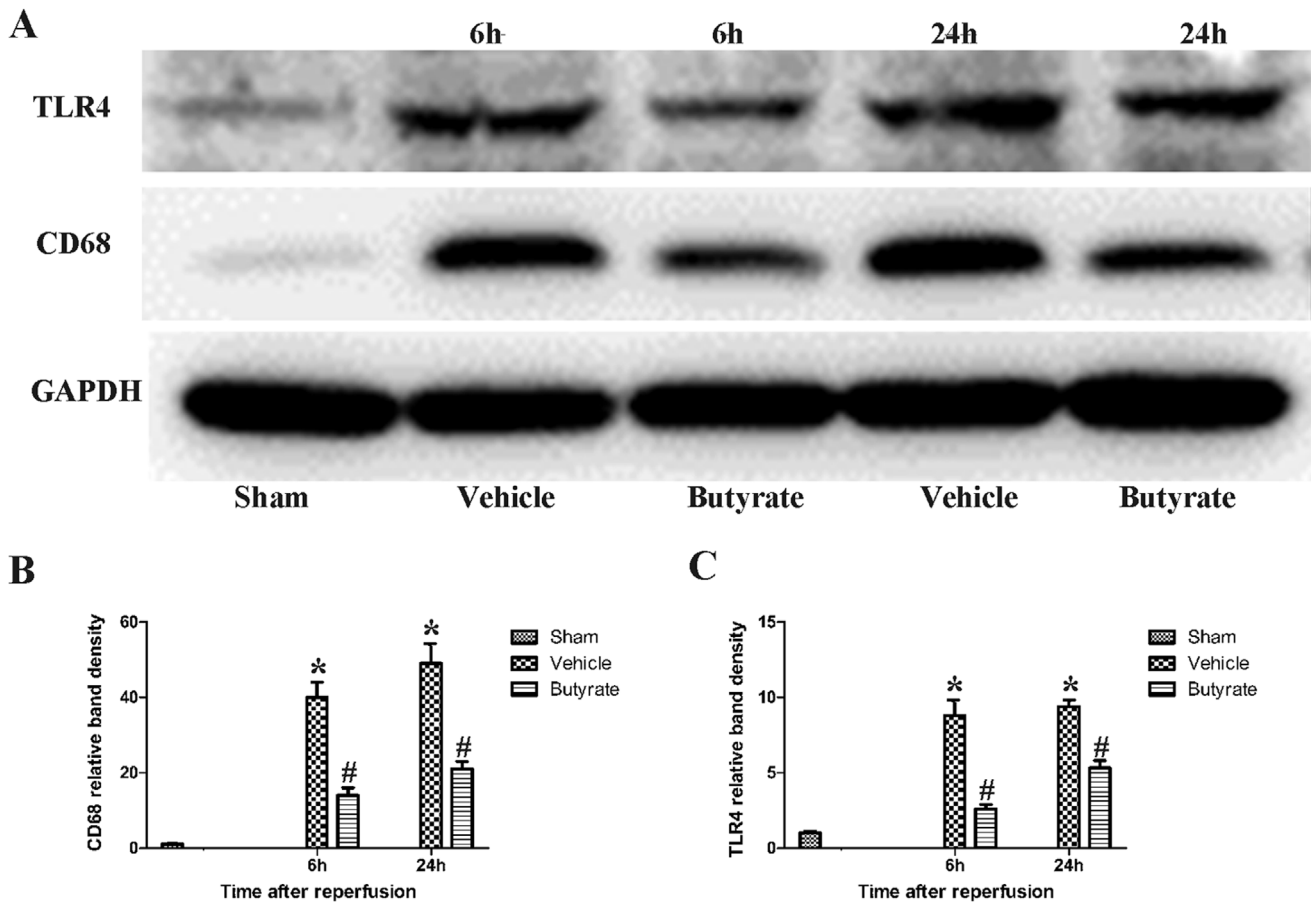 A
6h 6h 24h 24h
TLR4
CD68
GAPDH
Sham Vehicle Butyrate Vehicle Butyrate
B
CD68 relative band density
60
40
20
0
* # * #
6h 24h
Time after reperfusion
Sham
Vehicle
Butyrate
C
TLR4 relative band density
15
10
5
0
* # * #
6h 24h
Time after reperfusion
Sham
Vehicle
Butyrate